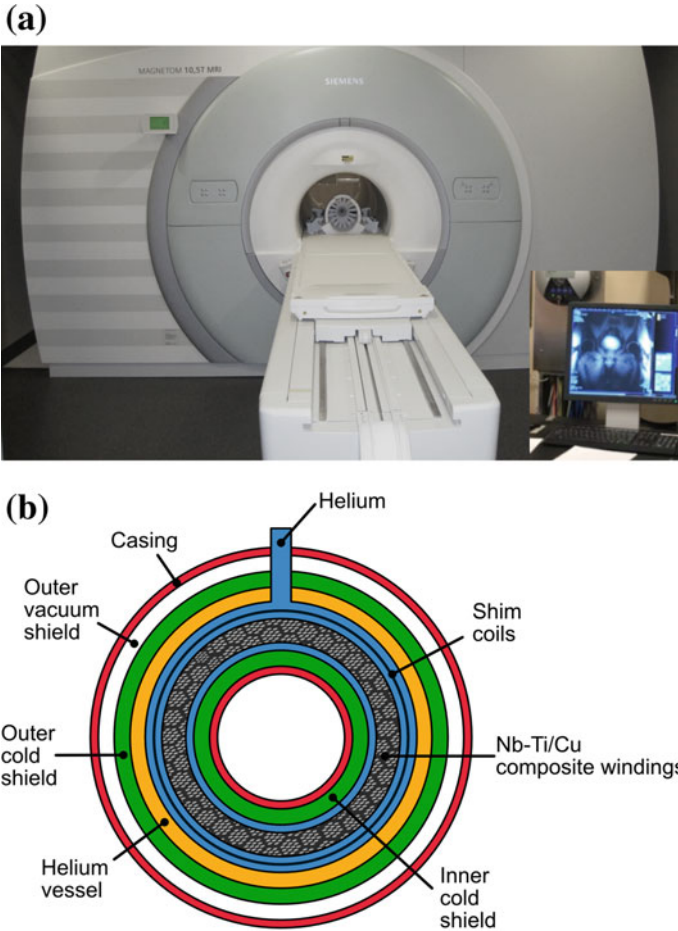 (a)
MAGNETOM 10.5T MRI
SIEMENS
(b)
Helium
Casing
Outer
vacuum
shield
Shim
coils
Outer
cold
shield
Nb-Ti/Cu
composite windings
Helium
vessel
Inner
cold
shield